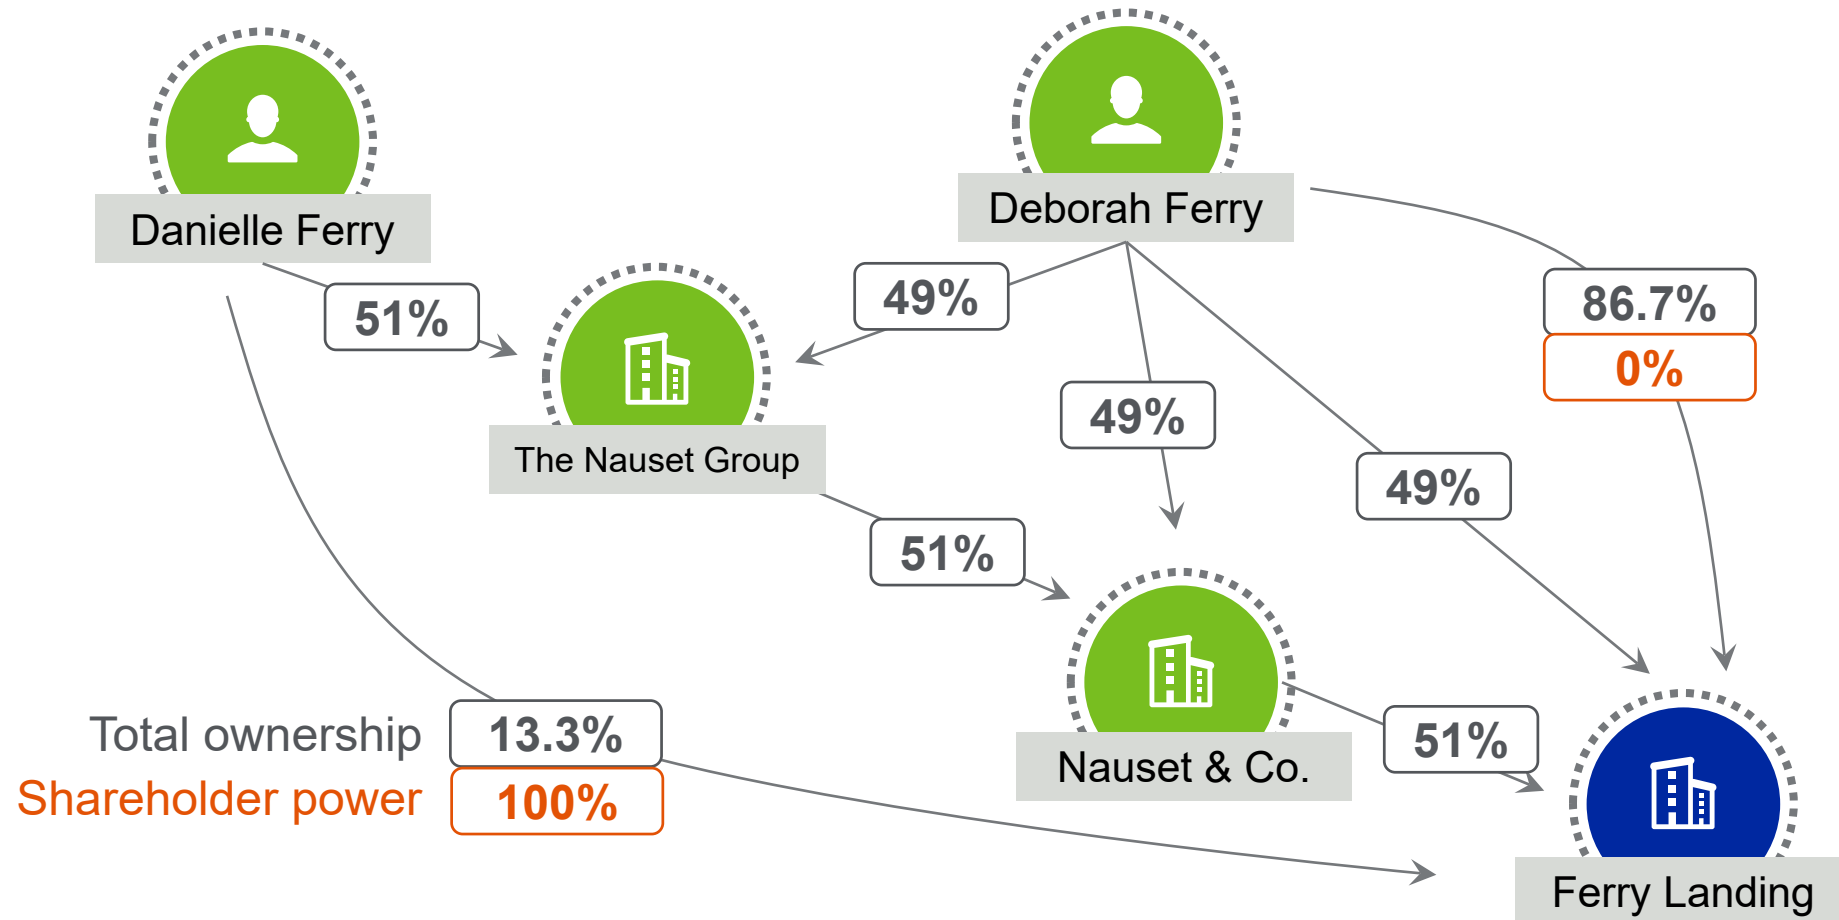 Danielle Ferry
Deborah Ferry
51%
49%
86.7%
0%
The Nauset Group
49%
49%
51%
Total ownership
13.3%
Shareholder power
100%
Nauset & Co.
51%
Ferry Landing